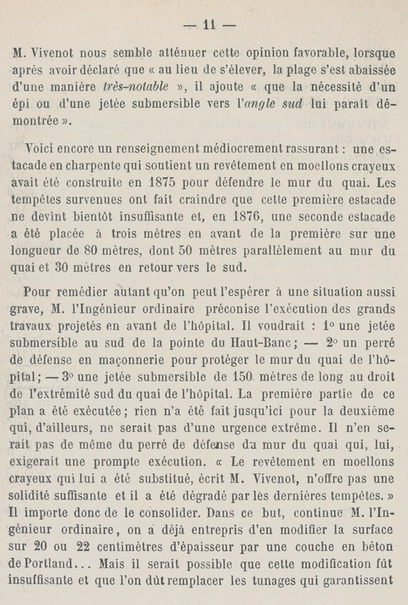 — 11 —
M. Vivenot nous semble atténuer cette opinion favorable, lorsque
après avoir déclaré que « au lieu de s'élever, la plage s'est abaissée
d'une manière très-notable », il ajoute « que la nécessité d'un
épi ou d'une jetée submersible vers l'angle sud lui paraît dé-
montrée ».
Voici encore un renseignement médiocrement rassurant : une es-
tacade en charpente qui soutient un revêtement en moellons crayeux
avait été construite en 1875 pour défendre le mur du quai. Les
tempêtes survenues ont fait craindre que cette première estacade
ne devint bientôt insuffisante et, en 1876, une seconde estacade
a été placée à trois mètres en avant de la première sur une
longueur de 80 mètres, dont 50 mètres parallèlement au mur du
quai et 30 mètres en retour vers le sud.
Pour remédier autant qu'on peut l'espérer à une situation aussi
grave, M. l'Ingénieur ordinaire préconise l'exécution des grands
travaux projetés en avant de l'hôpital. Il voudrait : 1° une jetée
submersible au sud de la pointe du Haut-Banc ; — 2° un perré
de défense en maçonnerie pour protéger le mur du quai de l'hô-
pital ; — 3° une jetée submersible de 150 mètres de long au droit
de l'extrémité sud du quai de l'hôpital. La première partie de ce
plan a été exécutée ; rien n'a été fait jusqu'ici pour la deuxième
qui, d'ailleurs, ne serait pas d'une urgence extrême. Il n'en se-
rait pas de même du perré de défense du mur du quai qui, lui,
exigerait une prompte exécution. « Le revêtement en moellons
crayeux qui lui a été substitué, écrit M. Vivenot, n'offre pas une
solidité suffisante et il a été dégradé par les dernières tempêtes. »
Il importe donc de le consolider. Dans ce but, continue M. l'In-
génieur ordinaire, on a déjà entrepris d'en modifier la surface
sur 20 ou 22 centimètres d'épaisseur par une couche en béton
de Portland... Mais il serait possible que cette modification fût
insuffisante et que l'on dût remplacer les tunages qui garantissent